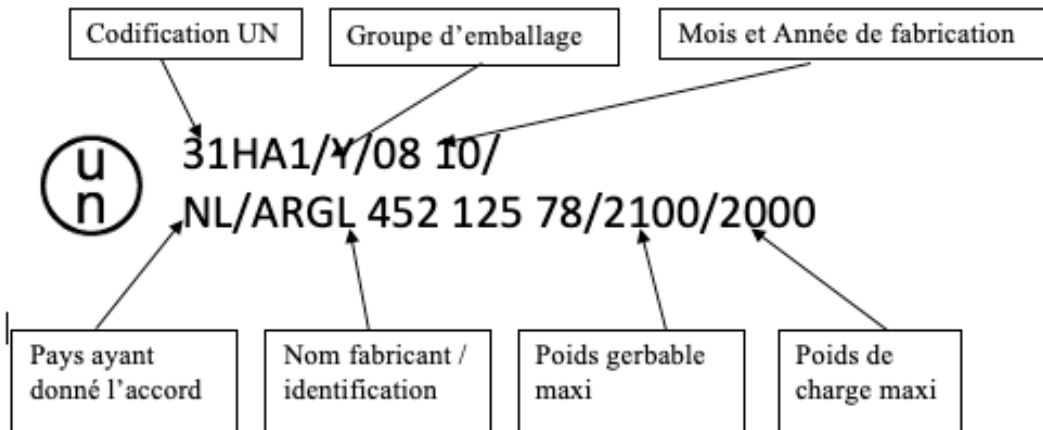 Codification UN
Groupe d'emballage
Mois et Année de fabrication
un
31HA1/Y/08 10/
NL/ARGL 452 125 78/2100/2000
Pays ayant
donné l'accord
Nom fabricant /
identification
Poids gerbable
maxi
Poids de
charge maxi